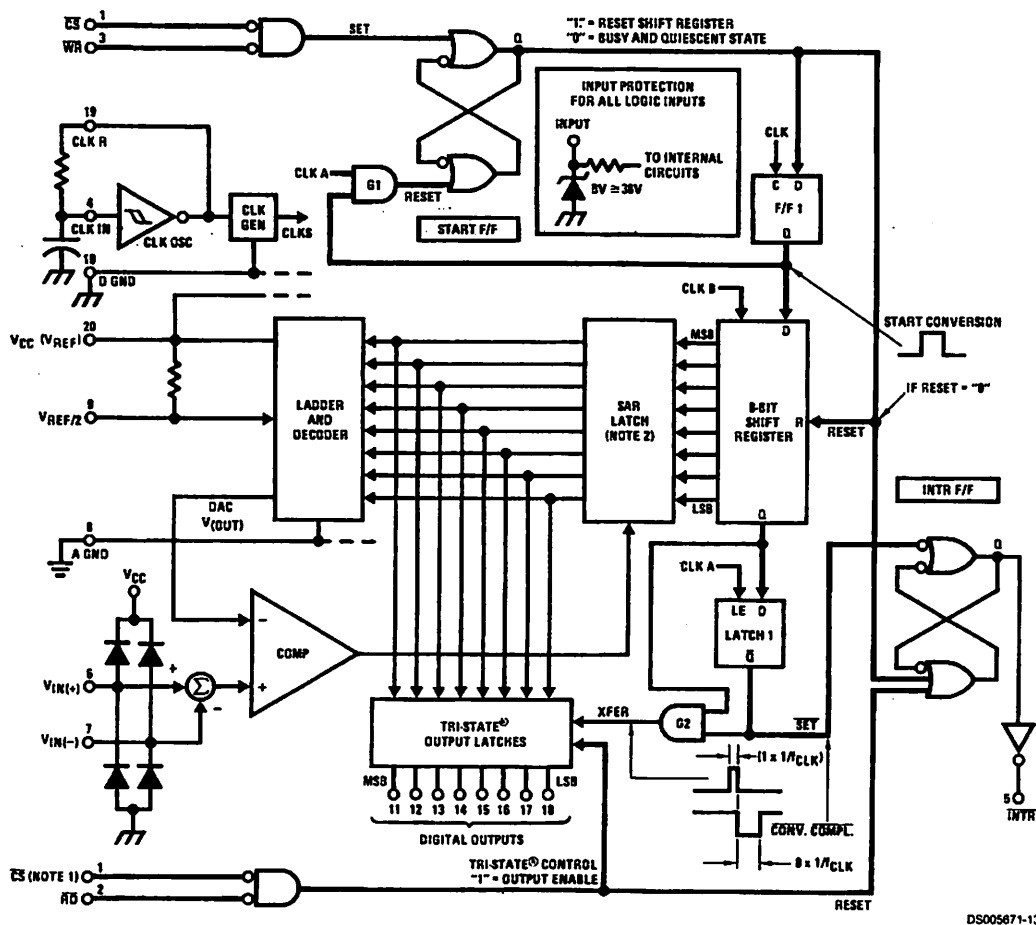 CS 1
WR 3
SET
Q
"1" = RESET SHIFT REGISTER
"0" = BUSY AND QUIESCENT STATE
INPUT PROTECTION
FOR ALL LOGIC INPUTS
INPUT
TO INTERNAL
CIRCUITS
BV ≅ 36V
19
CLK R
4
CLK IN
CLK OSC
CLK
GEN
CLKS
10
D GND
CLK A
G1
RESET
START F/F
CLK
C D
F/F 1
Q
CLK B
START CONVERSION
VCC (VREF) 20
VREF/2 9
LADDER
AND
DECODER
SAR
LATCH
(NOTE 2)
MSB
LSB
D
8-BIT
SHIFT
REGISTER
R
Q
RESET
IF RESET = "0"
INTR F/F
DAC
V(OUT)
8
A GND
VCC
VIN(+) 6
VIN(-) 7
+
-
Σ
-
+
COMP
CLK A
LE D
LATCH 1
Q
Q
XFER
G2
SET
TRI-STATE®
OUTPUT LATCHES
MSB
LSB
11 12 13 14 15 16 17 18
DIGITAL OUTPUTS
(1 x 1/fCLK)
CONV. COMPL.
8 x 1/fCLK
5
INTR
CS (NOTE 1) 1
RD 2
TRI-STATE® CONTROL
"1" = OUTPUT ENABLE
RESET
DS005671-13